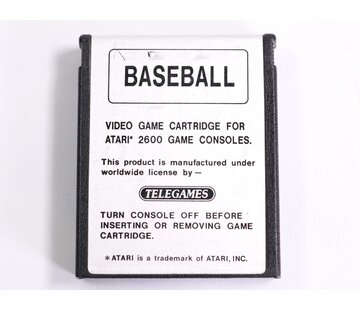 BASEBALL
VIDEO GAME CARTRIDGE FOR
ATARI* 2600 GAME CONSOLES.
This product is manufactured under
worldwide license by —
TELEGAMES
TURN CONSOLE OFF BEFORE
INSERTING OR REMOVING GAME
CARTRIDGE.
*ATARI is a trademark of ATARI, INC.